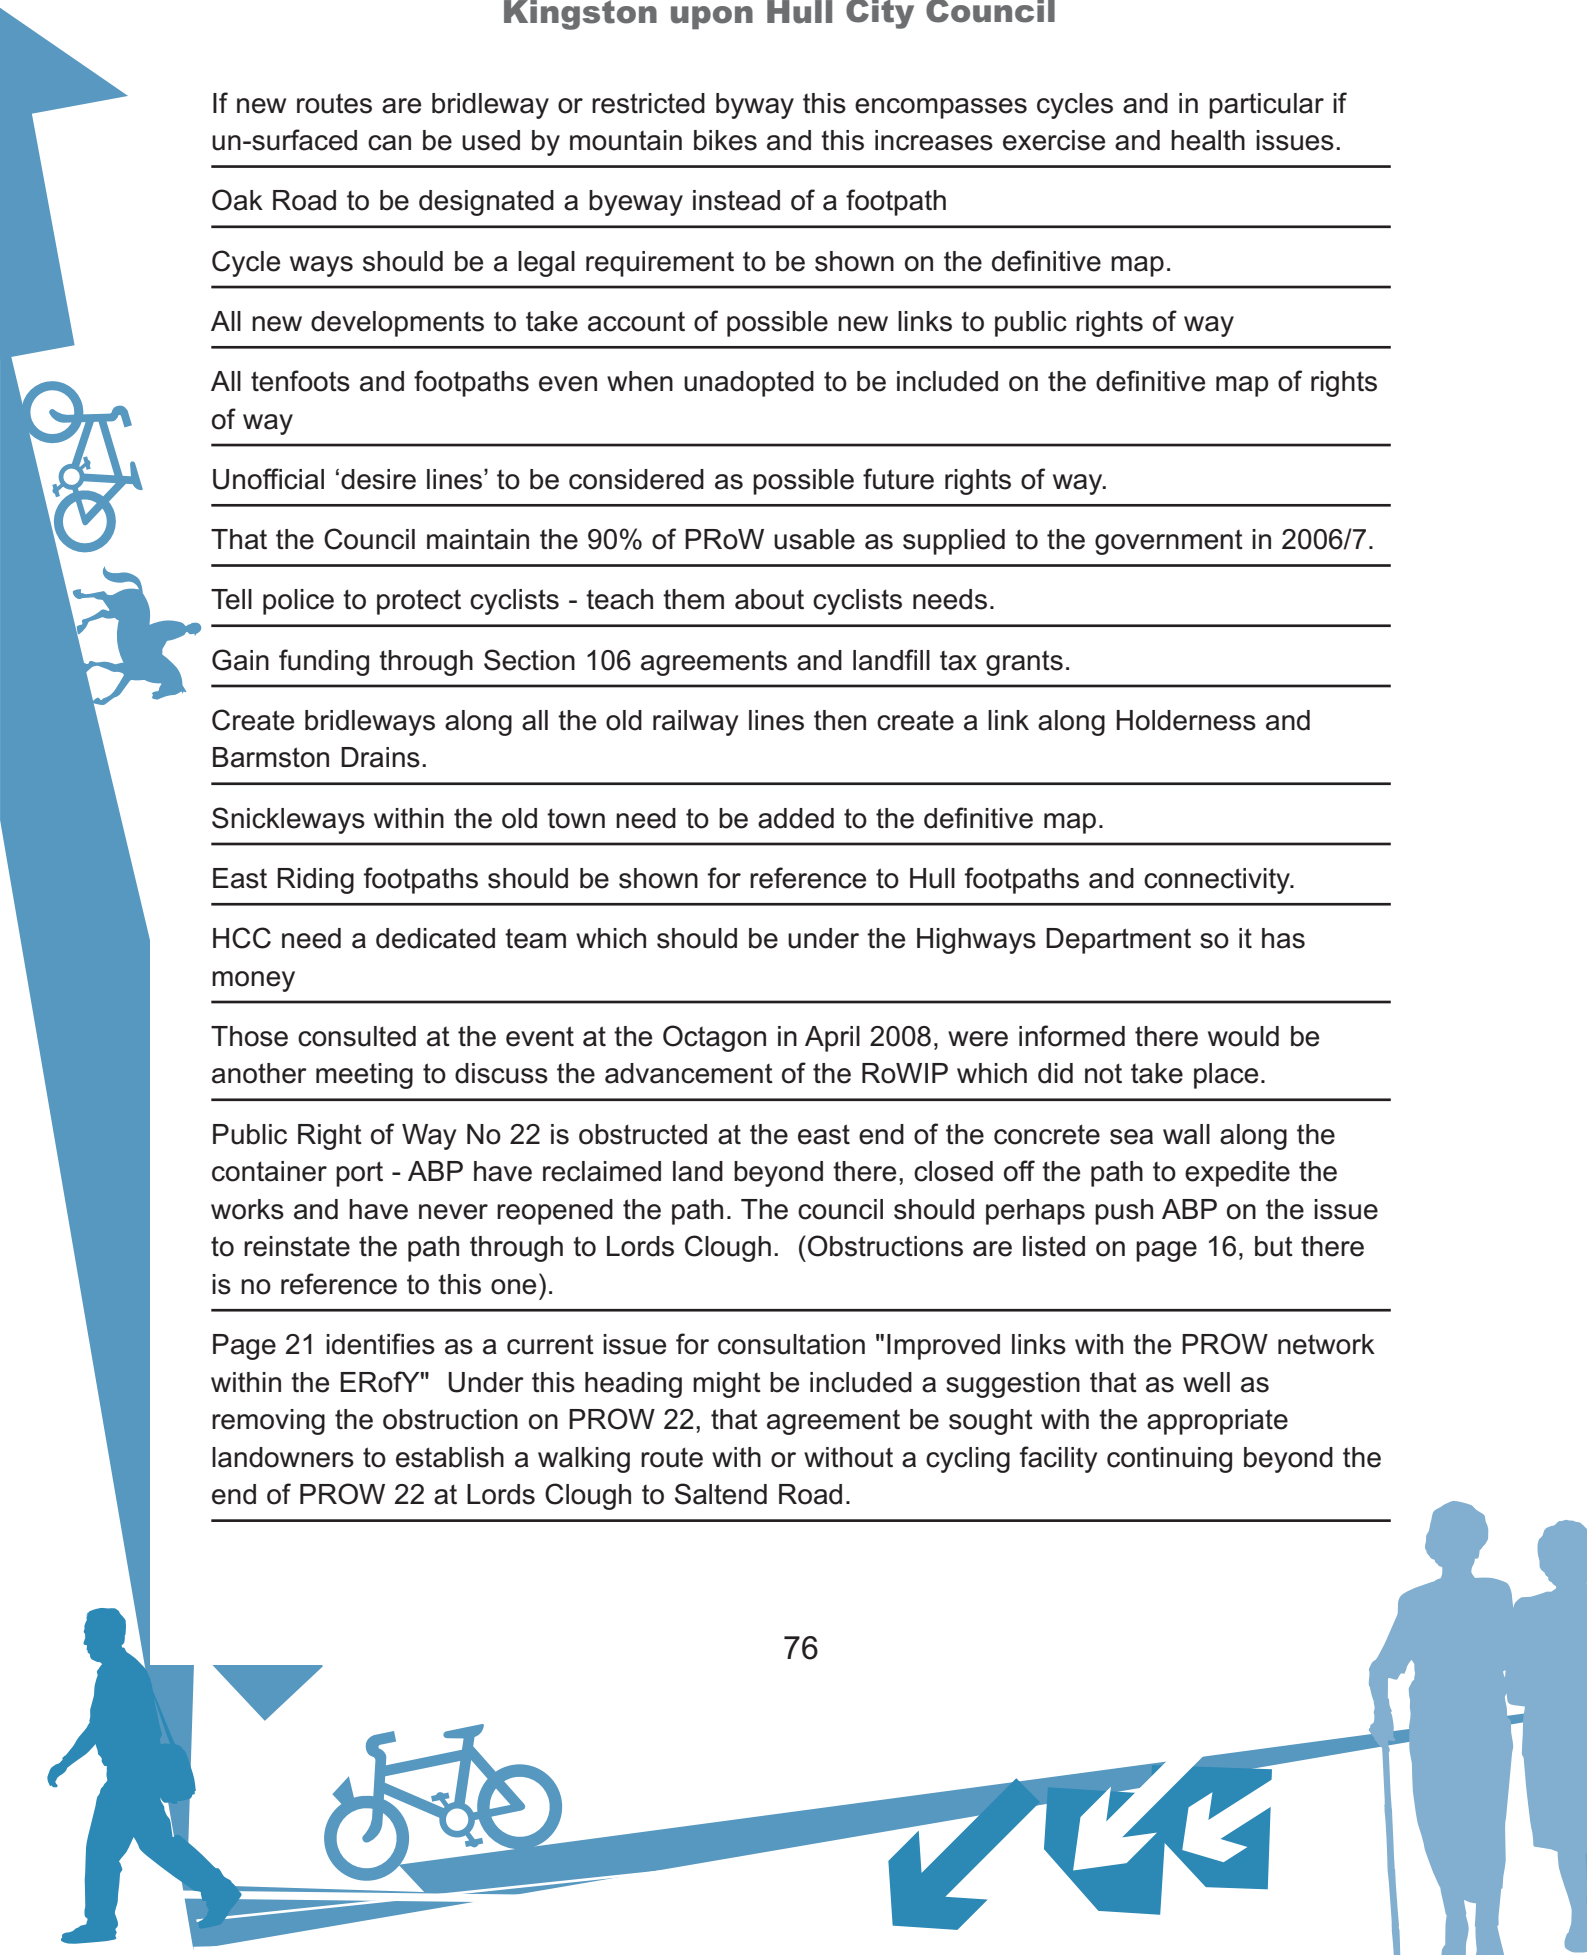 Kingston upon Hull City Council
If new routes are bridleway or restricted byway this encompasses cycles and in particular if
un-surfaced can be used by mountain bikes and this increases exercise and health issues.
Oak Road to be designated a byeway instead of a footpath
Cycle ways should be a legal requirement to be shown on the definitive map.
All new developments to take account of possible new links to public rights of way
All tenfoots and footpaths even when unadopted to be included on the definitive map of rights
of way
Unofficial ‘desire lines’ to be considered as possible future rights of way.
That the Council maintain the 90% of PRoW usable as supplied to the government in 2006/7.
Tell police to protect cyclists - teach them about cyclists needs.
Gain funding through Section 106 agreements and landfill tax grants.
Create bridleways along all the old railway lines then create a link along Holderness and
Barmston Drains.
Snickleways within the old town need to be added to the definitive map.
East Riding footpaths should be shown for reference to Hull footpaths and connectivity.
HCC need a dedicated team which should be under the Highways Department so it has
money
Those consulted at the event at the Octagon in April 2008, were informed there would be
another meeting to discuss the advancement of the RoWIP which did not take place.
Public Right of Way No 22 is obstructed at the east end of the concrete sea wall along the
container port - ABP have reclaimed land beyond there, closed off the path to expedite the
works and have never reopened the path. The council should perhaps push ABP on the issue
to reinstate the path through to Lords Clough.  (Obstructions are listed on page 16, but there
is no reference to this one).
Page 21 identifies as a current issue for consultation "Improved links with the PROW network
within the ERofY"  Under this heading might be included a suggestion that as well as
removing the obstruction on PROW 22, that agreement be sought with the appropriate
landowners to establish a walking route with or without a cycling facility continuing beyond the
end of PROW 22 at Lords Clough to Saltend Road.
76